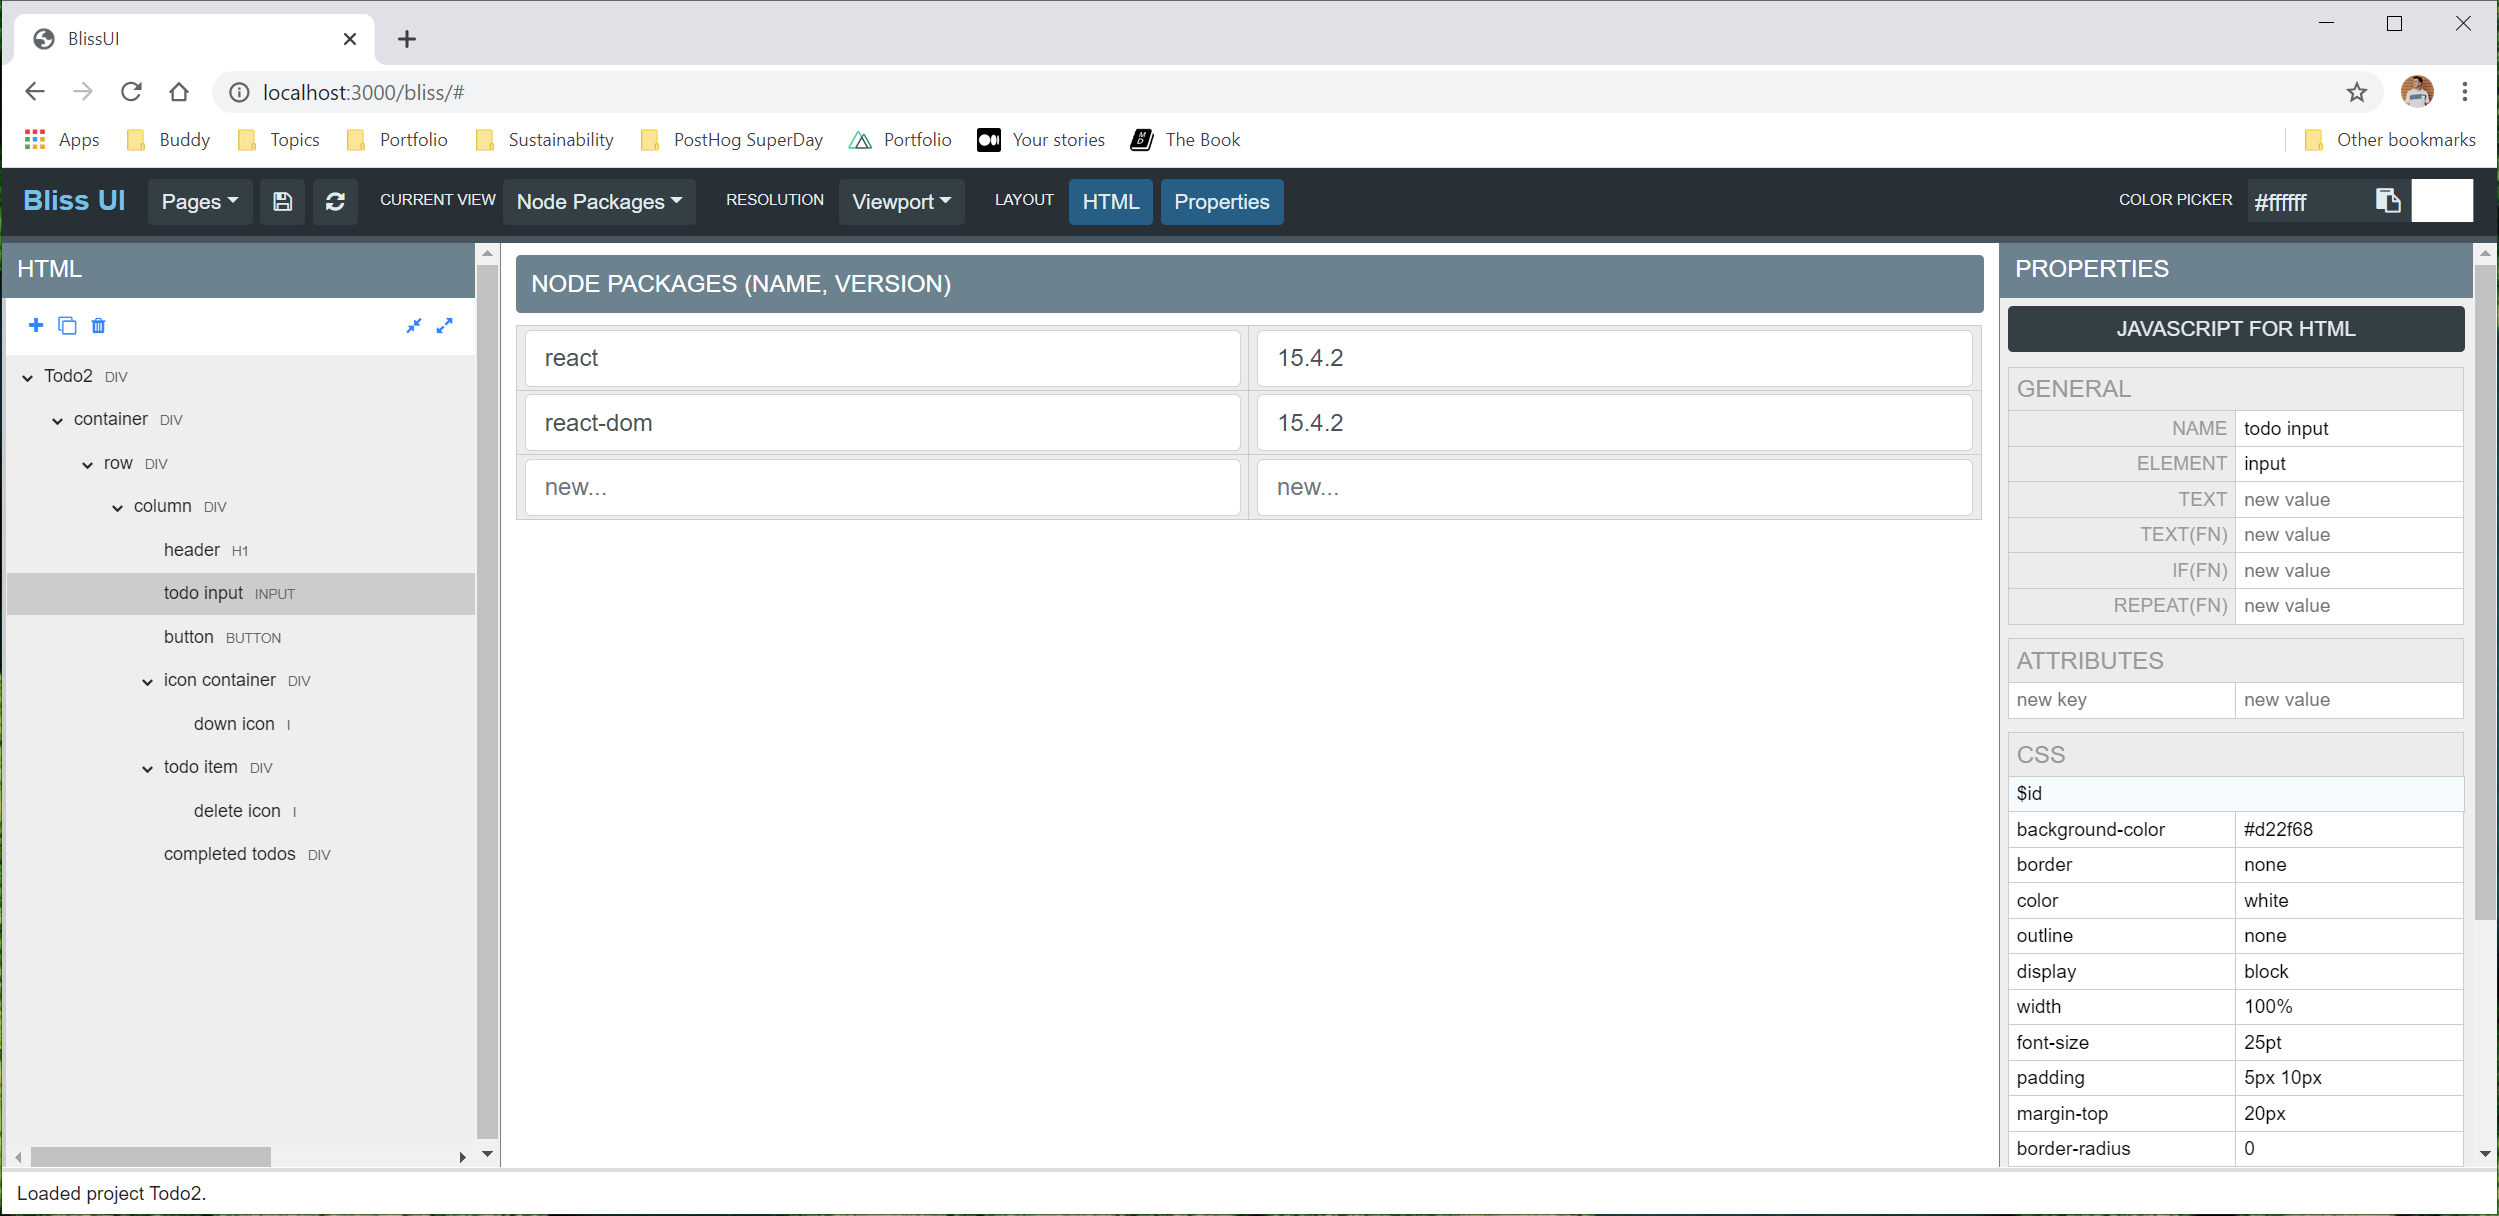 BlissUI
localhost:3000/bliss/#
Apps Buddy Topics Portfolio Sustainability PostHog SuperDay Portfolio Your stories The Book Other bookmarks
Bliss UI Pages CURRENT VIEW Node Packages RESOLUTION Viewport LAYOUT HTML Properties COLOR PICKER #ffffff
HTML
Todo2 DIV
container DIV
row DIV
column DIV
header H1
todo input INPUT
button BUTTON
icon container DIV
down icon I
todo item DIV
delete icon I
completed todos DIV
NODE PACKAGES (NAME, VERSION)
react 15.4.2
react-dom 15.4.2
new... new...
PROPERTIES
JAVASCRIPT FOR HTML
GENERAL
NAME todo input
ELEMENT input
TEXT new value
TEXT(FN) new value
IF(FN) new value
REPEAT(FN) new value
ATTRIBUTES
new key new value
CSS
$id
background-color #d22f68
border none
color white
outline none
display block
width 100%
font-size 25pt
padding 5px 10px
margin-top 20px
border-radius 0
Loaded project Todo2.